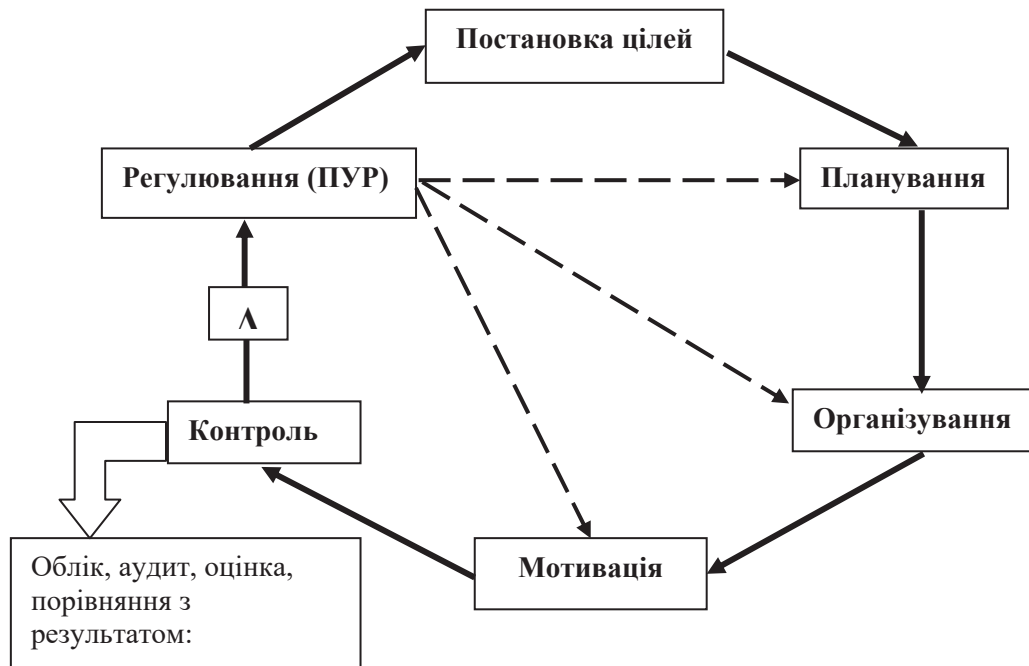 Постановка цілей
Регулювання (ПУР)
Планування
Λ
Організування
Контроль
Мотивація
Облік, аудит, оцінка,
порівняння з
результатом: